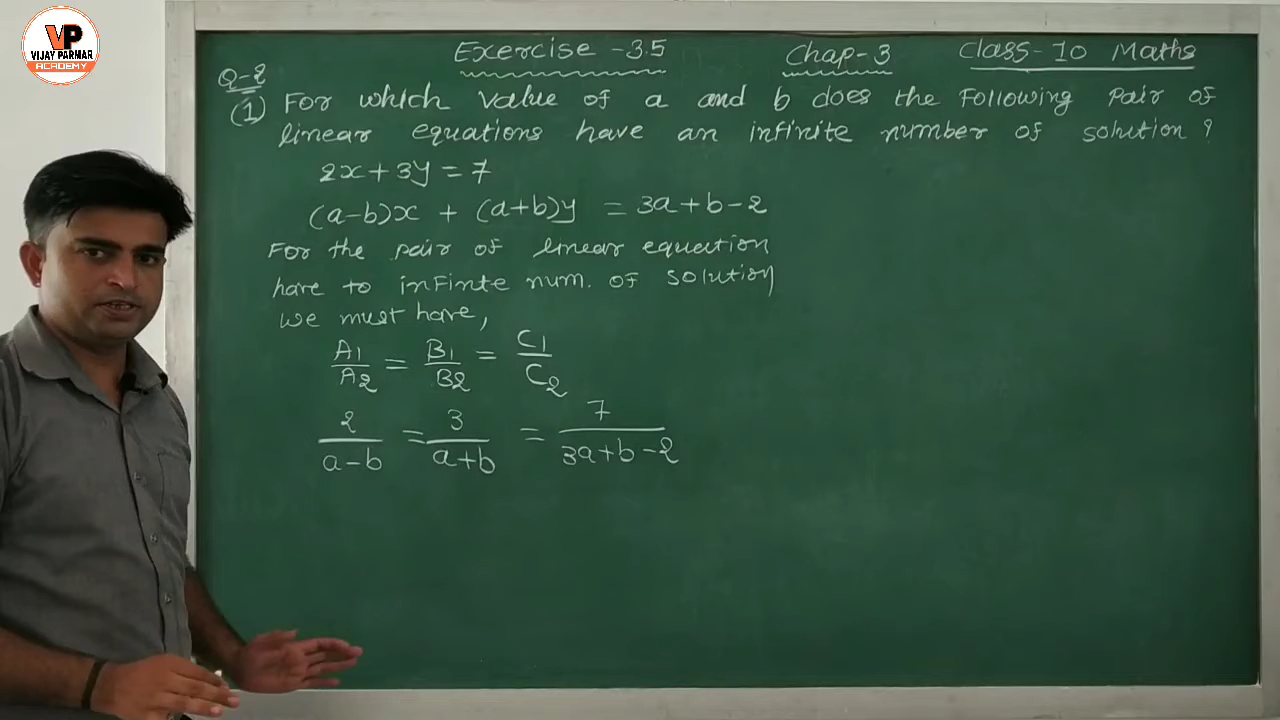 VP
VIJAY PARMAR
ACADEMY
Exercise -3.5 Chap-3 Class-10 Maths
Q-2
(1) For which value of a and b does the following pair of
linear equations have an infinite number of solution ?
2x+3y=7
(a-b)x + (a+b)y = 3a+b-2
For the pair of linear equation
have to infinte num. of solution
we must have,
A1/A2 = B1/B2 = C1/C2
2/(a-b) = 3/(a+b) = 7/(3a+b-2)